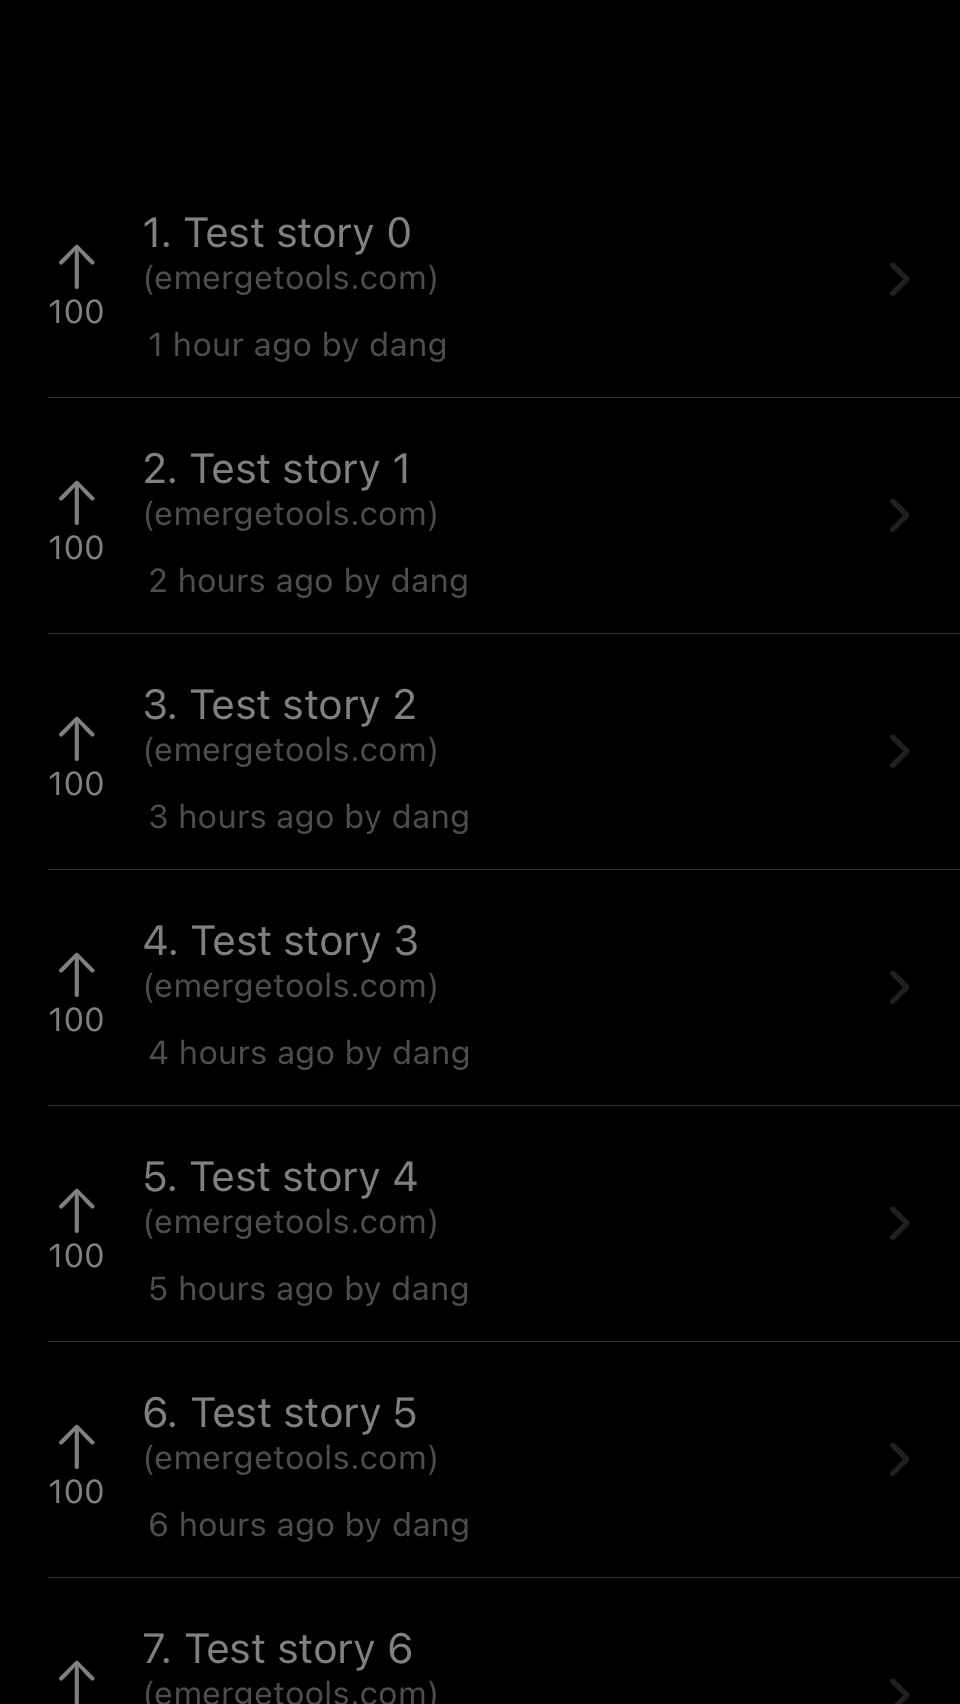 1. Test story 0
(emergetools.com)
100
1 hour ago by dang
2. Test story 1
(emergetools.com)
100
2 hours ago by dang
3. Test story 2
(emergetools.com)
100
3 hours ago by dang
4. Test story 3
(emergetools.com)
100
4 hours ago by dang
5. Test story 4
(emergetools.com)
100
5 hours ago by dang
6. Test story 5
(emergetools.com)
100
6 hours ago by dang
7. Test story 6
(emergetools.com)